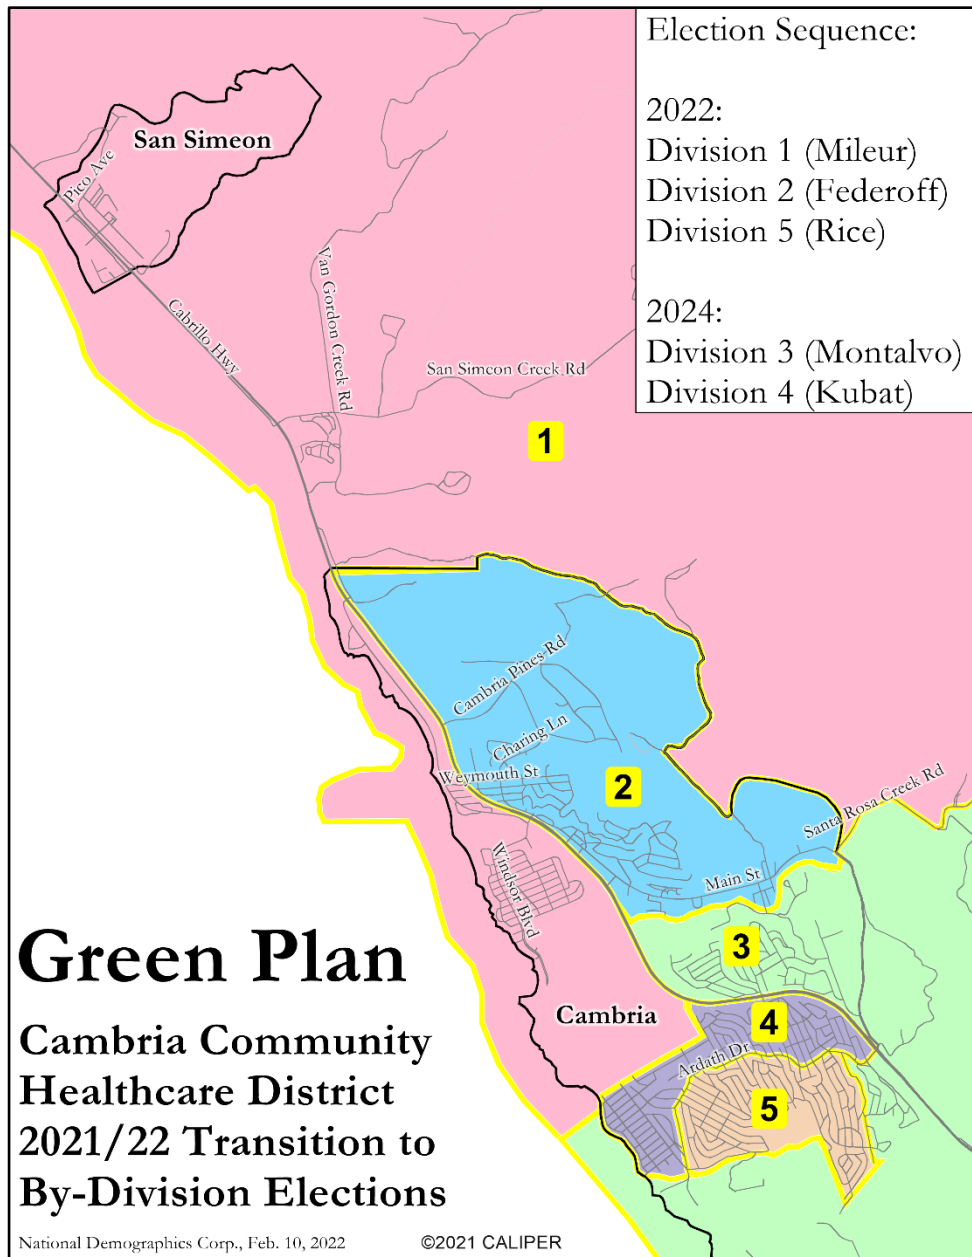 Election Sequence:
2022:
Division 1 (Mileur)
Division 2 (Federoff)
Division 5 (Rice)
2024:
Division 3 (Montalvo)
Division 4 (Kubat)
San Simeon
Pico Ave
Van Gordon Creek Rd
Cabrillo Hwy
San Simeon Creek Rd
1
Cambria Pines Rd
Charing Ln
Weymouth St
2
Santa Rosa Creek Rd
Windsor Blvd
Main St
3
Cambria
4
Ardath Dr
5
Green Plan
Cambria Community
Healthcare District
2021/22 Transition to
By-Division Elections
National Demographics Corp., Feb. 10, 2022
©2021 CALIPER